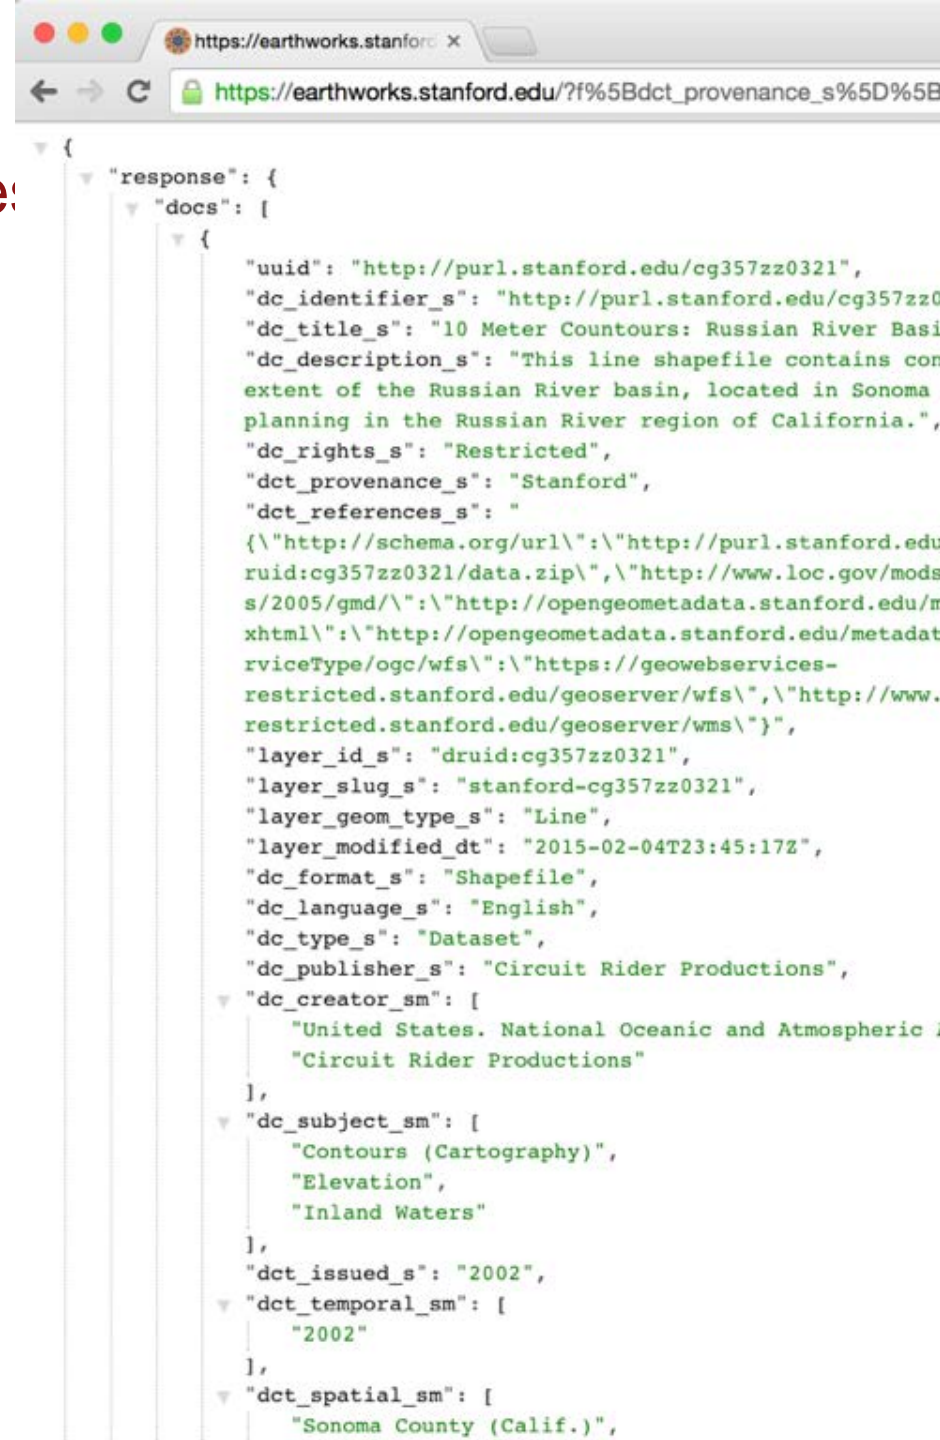 https://earthworks.stanford
https://earthworks.stanford.edu/?f%5Bdct_provenance_s%5D%5B
{
"response": {
"docs": [
{
"uuid": "http://purl.stanford.edu/cg357zz0321",
"dc_identifier_s": "http://purl.stanford.edu/cg357zz0
"dc_title_s": "10 Meter Countours: Russian River Basi
"dc_description_s": "This line shapefile contains con
extent of the Russian River basin, located in Sonoma
planning in the Russian River region of California.",
"dc_rights_s": "Restricted",
"dct_provenance_s": "Stanford",
"dct_references_s": "
{\"http://schema.org/url\":\"http://purl.stanford.edu
ruid:cg357zz0321/data.zip\",\"http://www.loc.gov/mods
s/2005/gmd/\":\"http://opengeometadata.stanford.edu/m
xhtml\":\"http://opengeometadata.stanford.edu/metadat
rviceType/ogc/wfs\":\"https://geowebservices-
restricted.stanford.edu/geoserver/wfs\",\"http://www.
restricted.stanford.edu/geoserver/wms\"}",
"layer_id_s": "druid:cg357zz0321",
"layer_slug_s": "stanford-cg357zz0321",
"layer_geom_type_s": "Line",
"layer_modified_dt": "2015-02-04T23:45:17Z",
"dc_format_s": "Shapefile",
"dc_language_s": "English",
"dc_type_s": "Dataset",
"dc_publisher_s": "Circuit Rider Productions",
"dc_creator_sm": [
"United States. National Oceanic and Atmospheric
"Circuit Rider Productions"
],
"dc_subject_sm": [
"Contours (Cartography)",
"Elevation",
"Inland Waters"
],
"dct_issued_s": "2002",
"dct_temporal_sm": [
"2002"
],
"dct_spatial_sm": [
"Sonoma County (Calif.)",